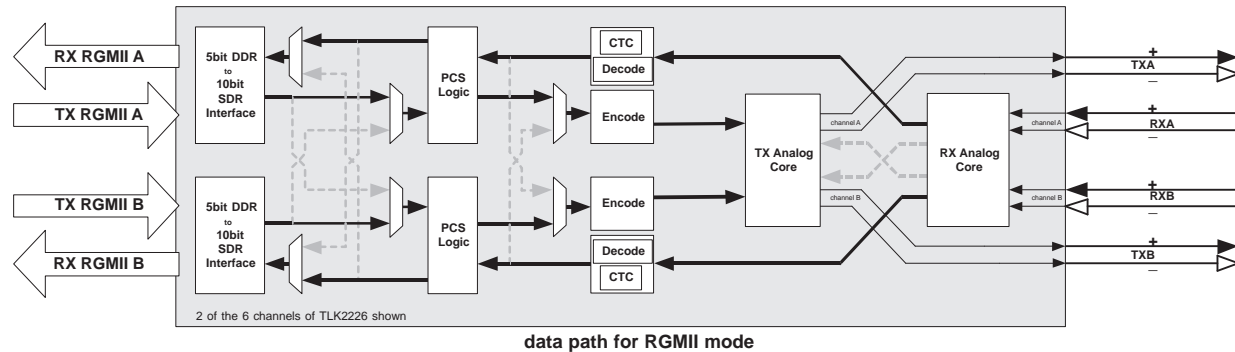 RX RGMII A
TX RGMII A
TX RGMII B
RX RGMII B
5bit DDR
to
10bit
SDR
Interface
5bit DDR
to
10bit
SDR
Interface
PCS
Logic
PCS
Logic
CTC
Decode
Encode
Encode
Decode
CTC
TX Analog
Core
channel A
channel B
RX Analog
Core
channel A
channel B
+
TXA
_
+
RXA
_
+
RXB
_
+
TXB
_
2 of the 6 channels of TLK2226 shown
data path for RGMII mode